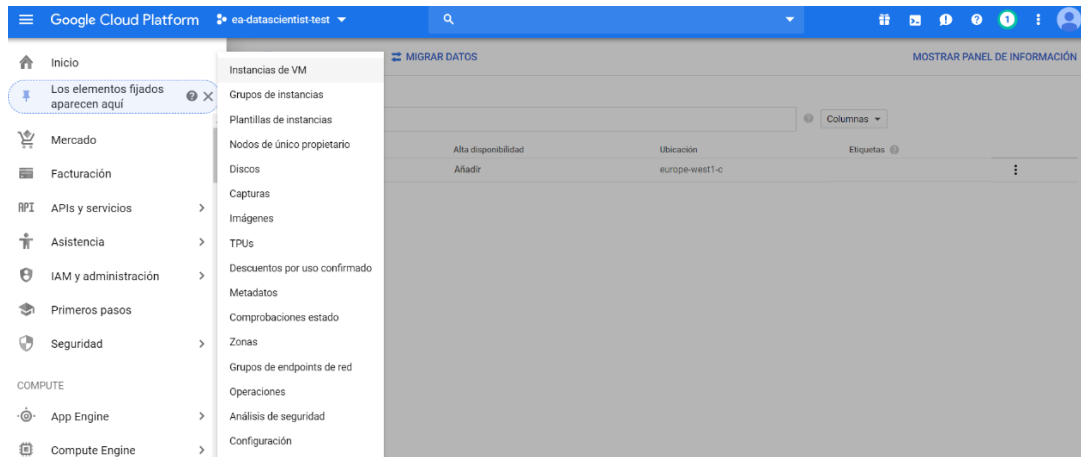 Google Cloud Platform
ea-datascientist-test
1
Inicio
Los elementos fijados
aparecen aquí
Mercado
Facturación
API
APIs y servicios
Asistencia
IAM y administración
Primeros pasos
Seguridad
COMPUTE
App Engine
Compute Engine
Instancias de VM
Grupos de instancias
Plantillas de instancias
Nodos de único propietario
Discos
Capturas
Imágenes
TPUs
Descuentos por uso confirmado
Metadatos
Comprobaciones estado
Zonas
Grupos de endpoints de red
Operaciones
Análisis de seguridad
Configuración
MIGRAR DATOS
MOSTRAR PANEL DE INFORMACIÓN
Columnas
Alta disponibilidad Ubicación Etiquetas
Añadir europe-west1-c